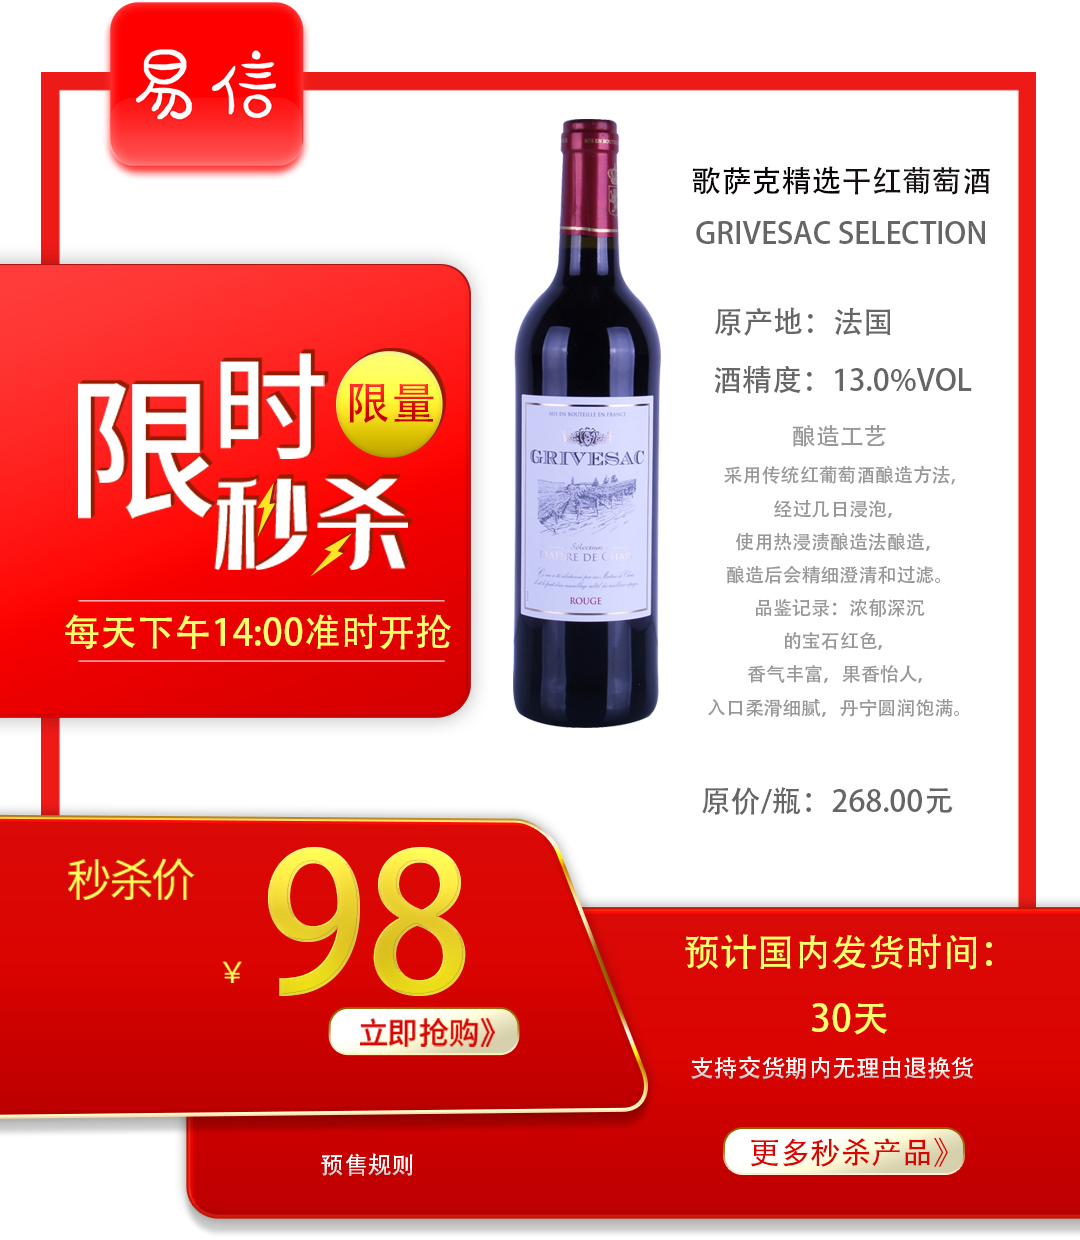 易信
歌萨克精选干红葡萄酒
GRIVESAC SELECTION
原产地：法国
酒精度：13.0%VOL
酿造工艺
采用传统红葡萄酒酿造方法,
经过几日浸泡,
使用热浸渍酿造法酿造,
酿造后会精细澄清和过滤。
品鉴记录：浓郁深沉
的宝石红色,
香气丰富，果香怡人,
入口柔滑细腻，丹宁圆润饱满。
原价/瓶：268.00元
限时
限量
秒杀
每天下午14:00准时开抢
MIS EN BOUTEILLE EN FRANCE
GRIVESAC
Sélection
ROUGE
秒杀价
¥ 98
立即抢购》
预计国内发货时间：
30天
支持交货期内无理由退换货
更多秒杀产品》
预售规则